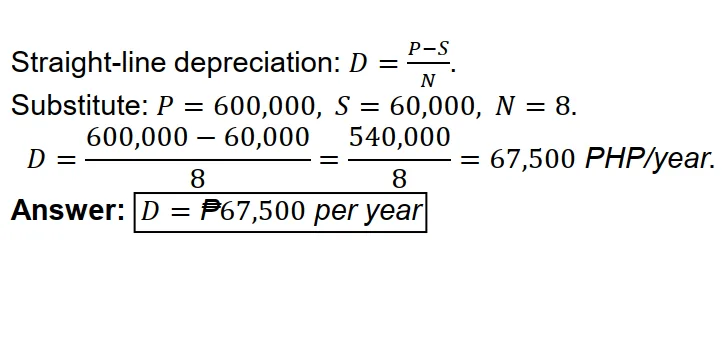 Straight-line depreciation: D = P−S/N.
Substitute: P = 600,000, S = 60,000, N = 8.
D = 600,000 − 60,000/8 = 540,000/8 = 67,500 PHP/year.
Answer: D = ₱67,500 per year